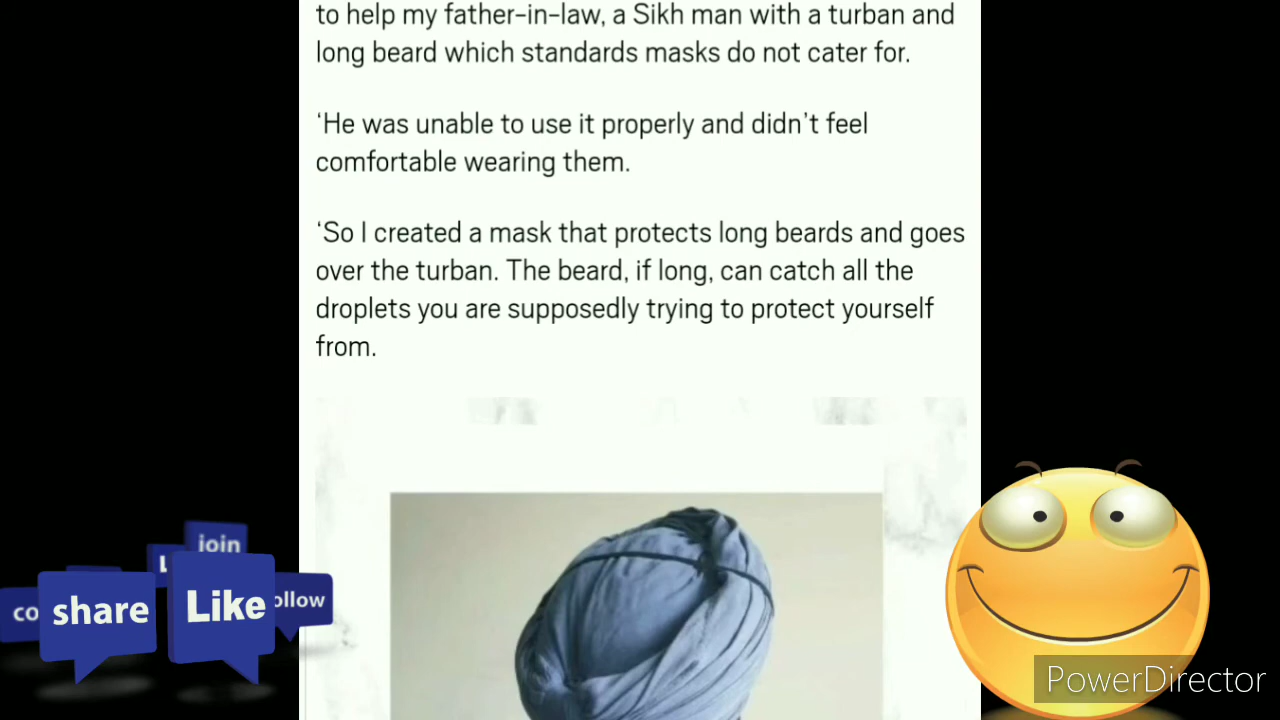 to help my father-in-law, a Sikh man with a turban and
long beard which standards masks do not cater for.
‘He was unable to use it properly and didn’t feel
comfortable wearing them.
‘So I created a mask that protects long beards and goes
over the turban. The beard, if long, can catch all the
droplets you are supposedly trying to protect yourself
from.
join
L
co
share
Like
ollow
PowerDirector